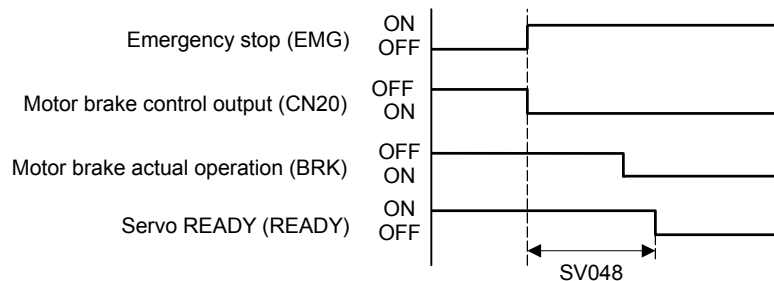 Emergency stop (EMG) ON
OFF
Motor brake control output (CN20) OFF
ON
Motor brake actual operation (BRK) OFF
ON
Servo READY (READY) ON
OFF
SV048